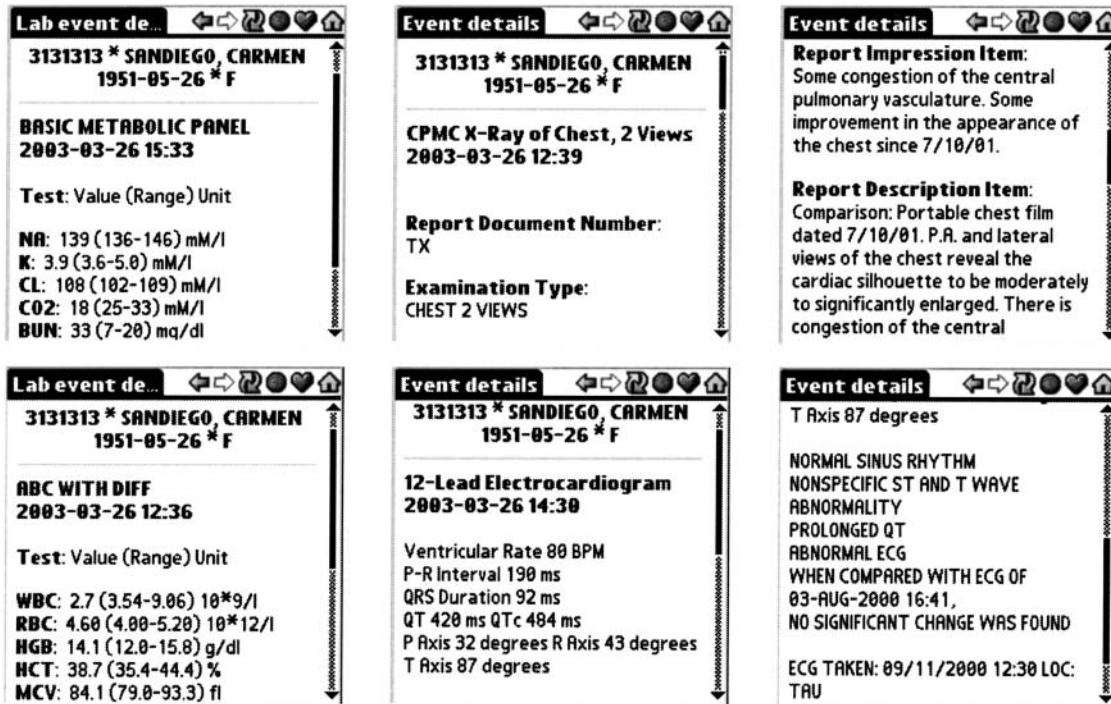 Lab event de...
3131313 * SANDIEGO, CARMEN
1951-05-26 * F
BASIC METABOLIC PANEL
2003-03-26 15:33
Test: Value (Range) Unit
NA: 139 (136-146) mM/l
K: 3.9 (3.6-5.0) mM/l
CL: 108 (102-109) mM/l
CO2: 18 (25-33) mM/l
BUN: 33 (7-20) mg/dl
Event details
3131313 * SANDIEGO, CARMEN
1951-05-26 * F
CPMC X-Ray of Chest, 2 Views
2003-03-26 12:39
Report Document Number:
TX
Examination Type:
CHEST 2 VIEWS
Event details
Report Impression Item:
Some congestion of the central
pulmonary vasculature. Some
improvement in the appearance of
the chest since 7/10/01.
Report Description Item:
Comparison: Portable chest film
dated 7/10/01. P.A. and lateral
views of the chest reveal the
cardiac silhouette to be moderately
to significantly enlarged. There is
congestion of the central
Lab event de...
3131313 * SANDIEGO, CARMEN
1951-05-26 * F
ABC WITH DIFF
2003-03-26 12:36
Test: Value (Range) Unit
WBC: 2.7 (3.54-9.06) 10*9/l
RBC: 4.60 (4.00-5.20) 10*12/l
HGB: 14.1 (12.0-15.8) g/dl
HCT: 38.7 (35.4-44.4) %
MCV: 84.1 (79.0-93.3) fl
Event details
3131313 * SANDIEGO, CARMEN
1951-05-26 * F
12-Lead Electrocardiogram
2003-03-26 14:30
Ventricular Rate 80 BPM
P-R Interval 190 ms
QRS Duration 92 ms
QT 420 ms QTc 484 ms
P Axis 32 degrees R Axis 43 degrees
T Axis 87 degrees
Event details
T Axis 87 degrees
NORMAL SINUS RHYTHM
NONSPECIFIC ST AND T WAVE
ABNORMALITY
PROLONGED QT
ABNORMAL ECG
WHEN COMPARED WITH ECG OF
03-AUG-2000 16:41,
NO SIGNIFICANT CHANGE WAS FOUND
ECG TAKEN: 09/11/2000 12:30 LOC:
TAU